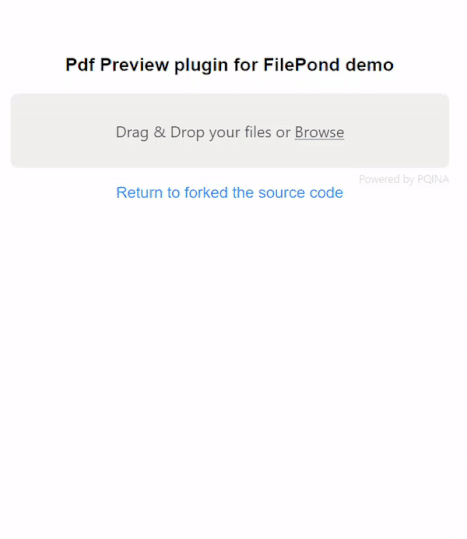 Pdf Preview plugin for FilePond demo
Drag & Drop your files or Browse
Powered by PQINA
Return to forked the source code